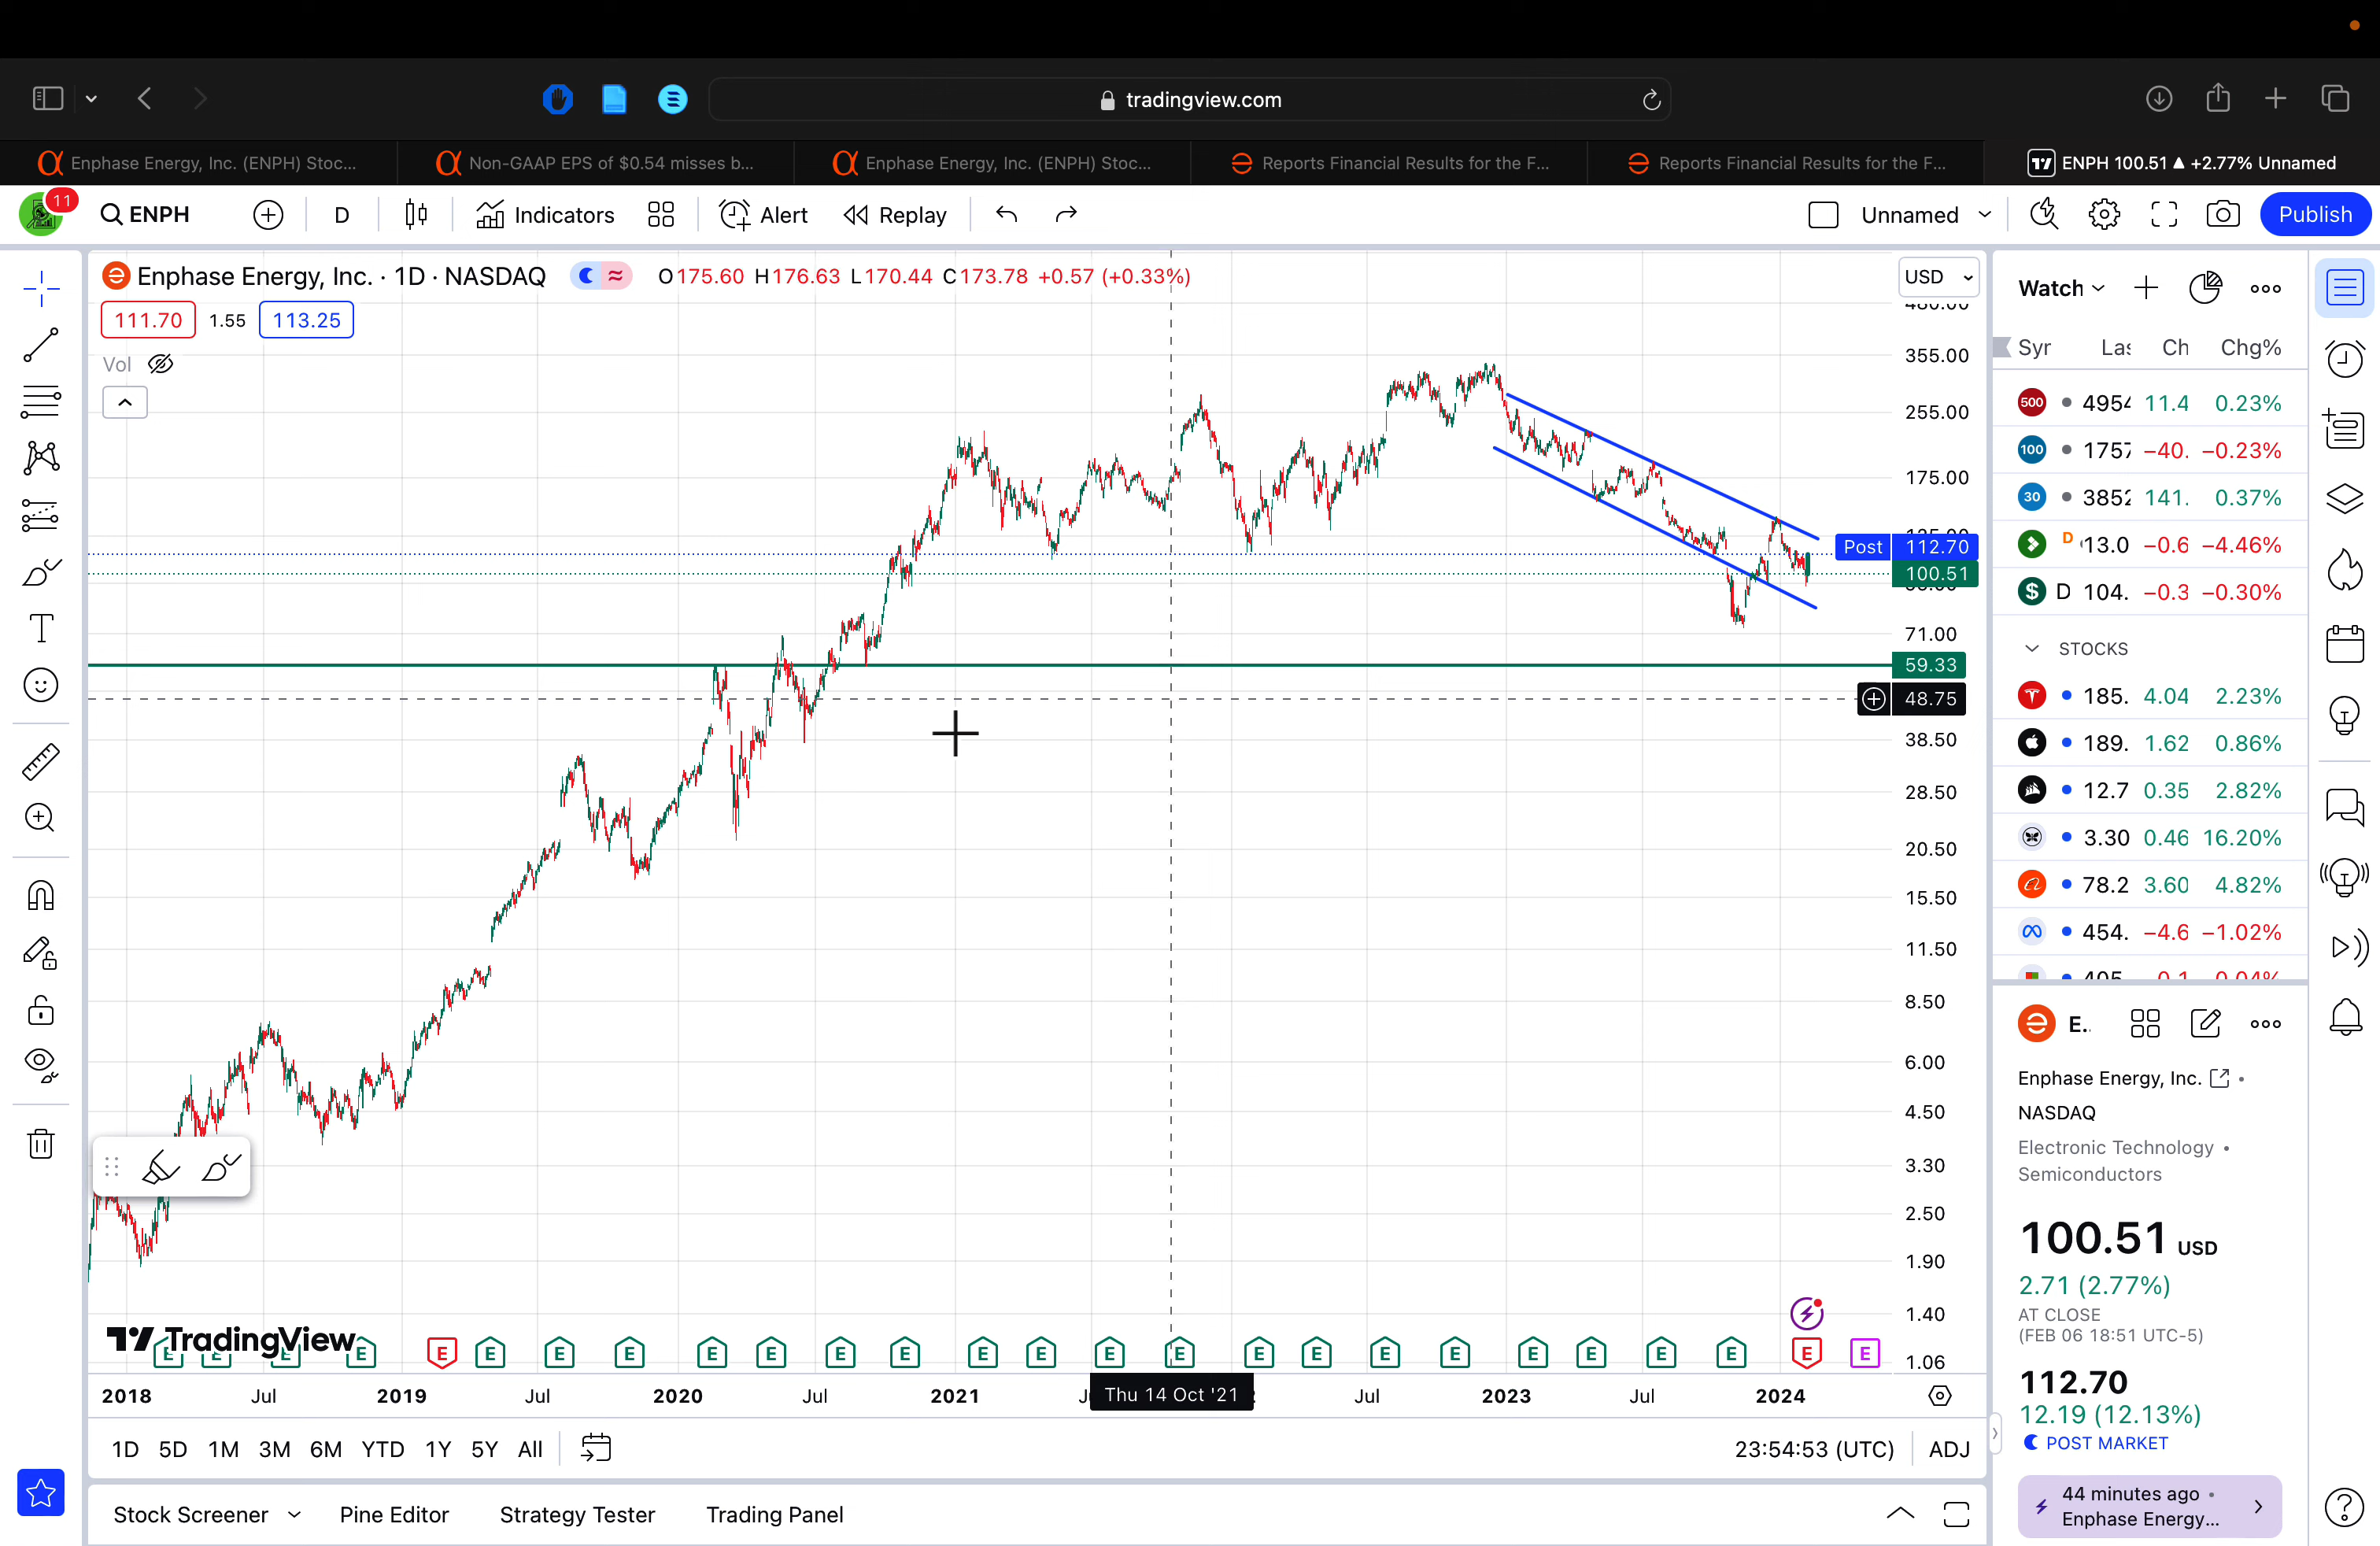 tradingview.com
Enphase Energy, Inc. (ENPH) Stoc...
Non-GAAP EPS of $0.54 misses b...
Enphase Energy, Inc. (ENPH) Stoc...
Reports Financial Results for the F...
Reports Financial Results for the F...
ENPH 100.51 ▲ +2.77% Unnamed
11
ENPH
D
Indicators
Alert
Replay
Unnamed
Publish
Enphase Energy, Inc. · 1D · NASDAQ
O175.60 H176.63 L170.44 C173.78 +0.57 (+0.33%)
USD
111.70
1.55
113.25
Vol
355.00
255.00
175.00
Post 112.70
100.51
71.00
59.33
48.75
38.50
28.50
20.50
15.50
11.50
8.50
6.00
4.50
3.30
2.50
1.90
1.40
1.06
TradingView
E E E E E E E E E E E E E E E E E E E E E E E E E E
2018 Jul 2019 Jul 2020 Jul 2021 Thu 14 Oct '21 Jul 2023 Jul 2024
1D 5D 1M 3M 6M YTD 1Y 5Y All
23:54:53 (UTC)
ADJ
Stock Screener
Pine Editor
Strategy Tester
Trading Panel
Watch
Syr Las Ch Chg%
500 4954 11.4 0.23%
100 1757 −40. −0.23%
30 3852 141. 0.37%
D 13.0 −0.6 −4.46%
D 104. −0.3 −0.30%
STOCKS
185. 4.04 2.23%
189. 1.62 0.86%
12.7 0.35 2.82%
3.30 0.46 16.20%
78.2 3.60 4.82%
454. −4.6 −1.02%
E..
Enphase Energy, Inc.
NASDAQ
Electronic Technology •
Semiconductors
100.51 USD
2.71 (2.77%)
AT CLOSE
(FEB 06 18:51 UTC-5)
112.70
12.19 (12.13%)
POST MARKET
44 minutes ago •
Enphase Energy...